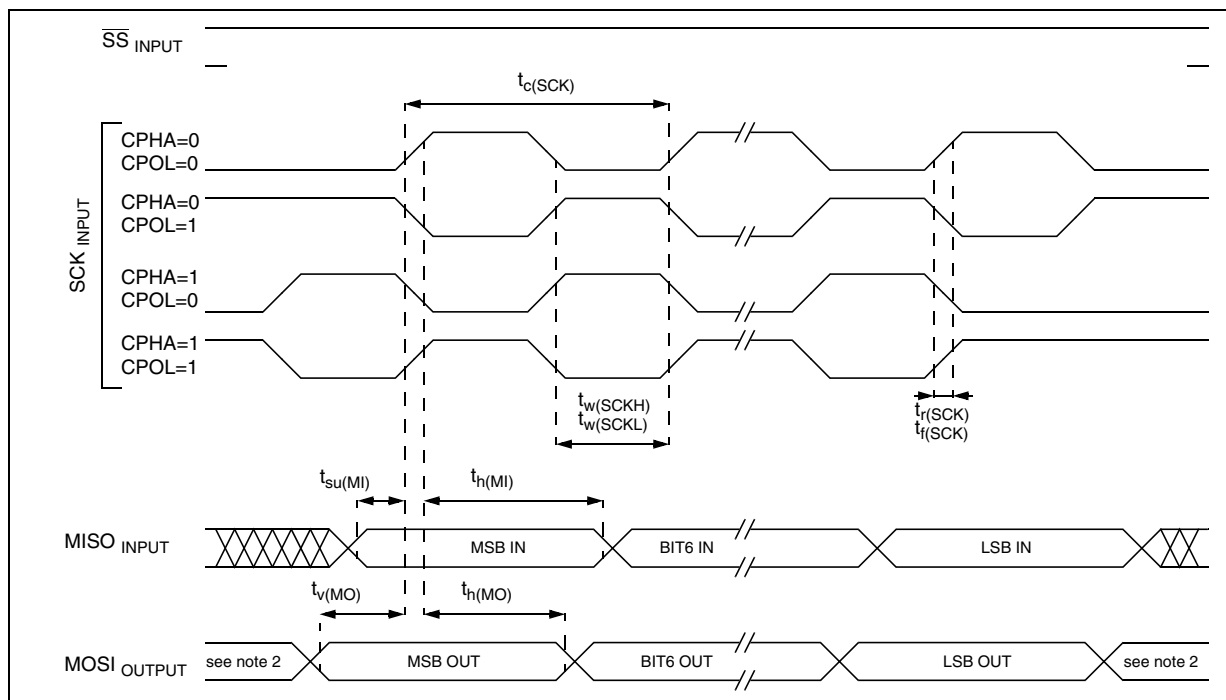 SS INPUT
tc(SCK)
SCK INPUT
CPHA=0
CPOL=0
CPHA=0
CPOL=1
CPHA=1
CPOL=0
CPHA=1
CPOL=1
tw(SCKH)
tw(SCKL)
tr(SCK)
tf(SCK)
tsu(MI)
th(MI)
MISO INPUT
MSB IN
BIT6 IN
LSB IN
tv(MO)
th(MO)
MOSI OUTPUT
see note 2
MSB OUT
BIT6 OUT
LSB OUT
see note 2